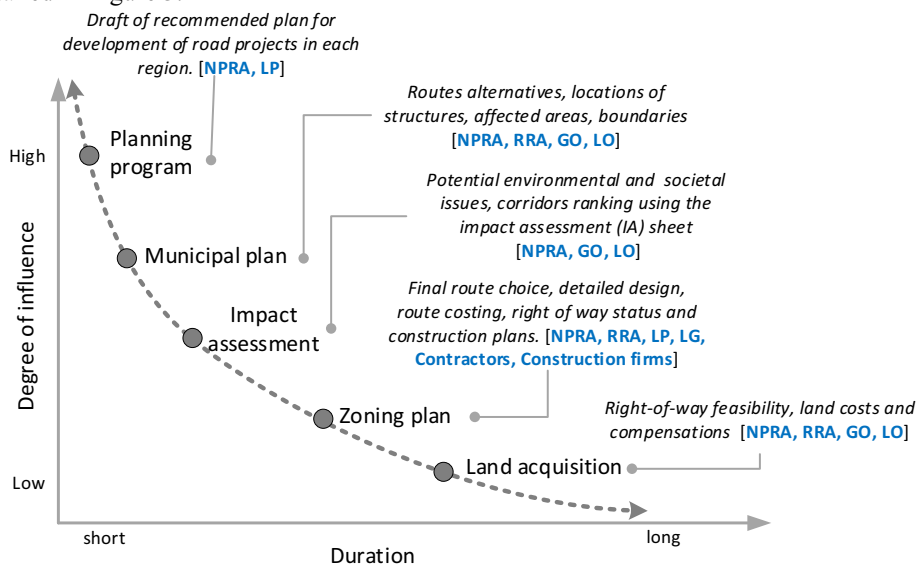 Draft of recommended plan for
development of road projects in each
region. [NPRA, LP]
Routes alternatives, locations of
structures, affected areas, boundaries
[NPRA, RRA, GO, LO]
High
Planning
program
Potential environmental and societal
issues, corridors ranking using the
impact assessment (IA) sheet
[NPRA, GO, LO]
Municipal plan
Final route choice, detailed design,
route costing, right of way status and
construction plans. [NPRA, RRA, LP, LG,
Contractors, Construction firms]
Impact
assessment
Degree of influence
Zoning plan
Right-of-way feasibility, land costs and
compensations [NPRA, RRA, GO, LO]
Land acquisition
Low
short
long
Duration